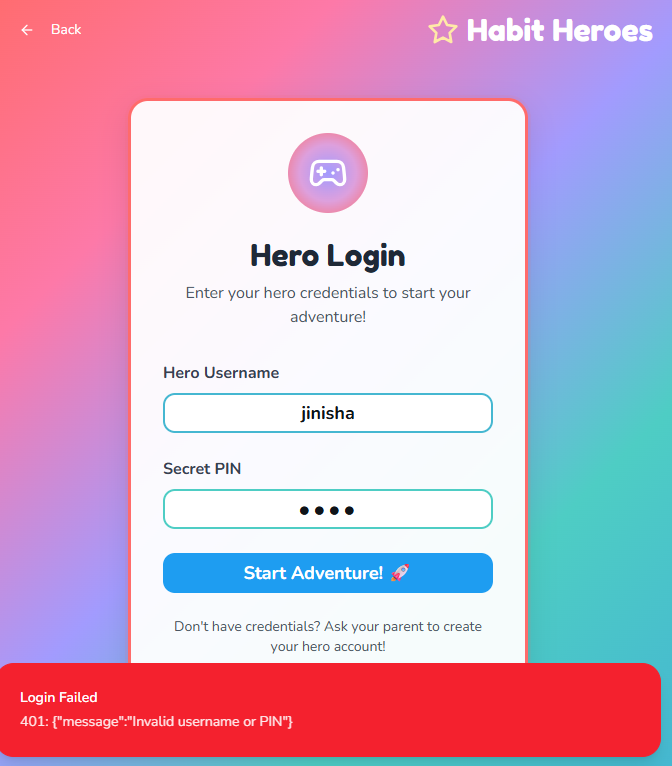 Back
Habit Heroes
Hero Login
Enter your hero credentials to start your
adventure!
Hero Username
jinisha
Secret PIN
••••
Start Adventure! 🚀
Don't have credentials? Ask your parent to create
your hero account!
Login Failed
401: {"message":"Invalid username or PIN"}